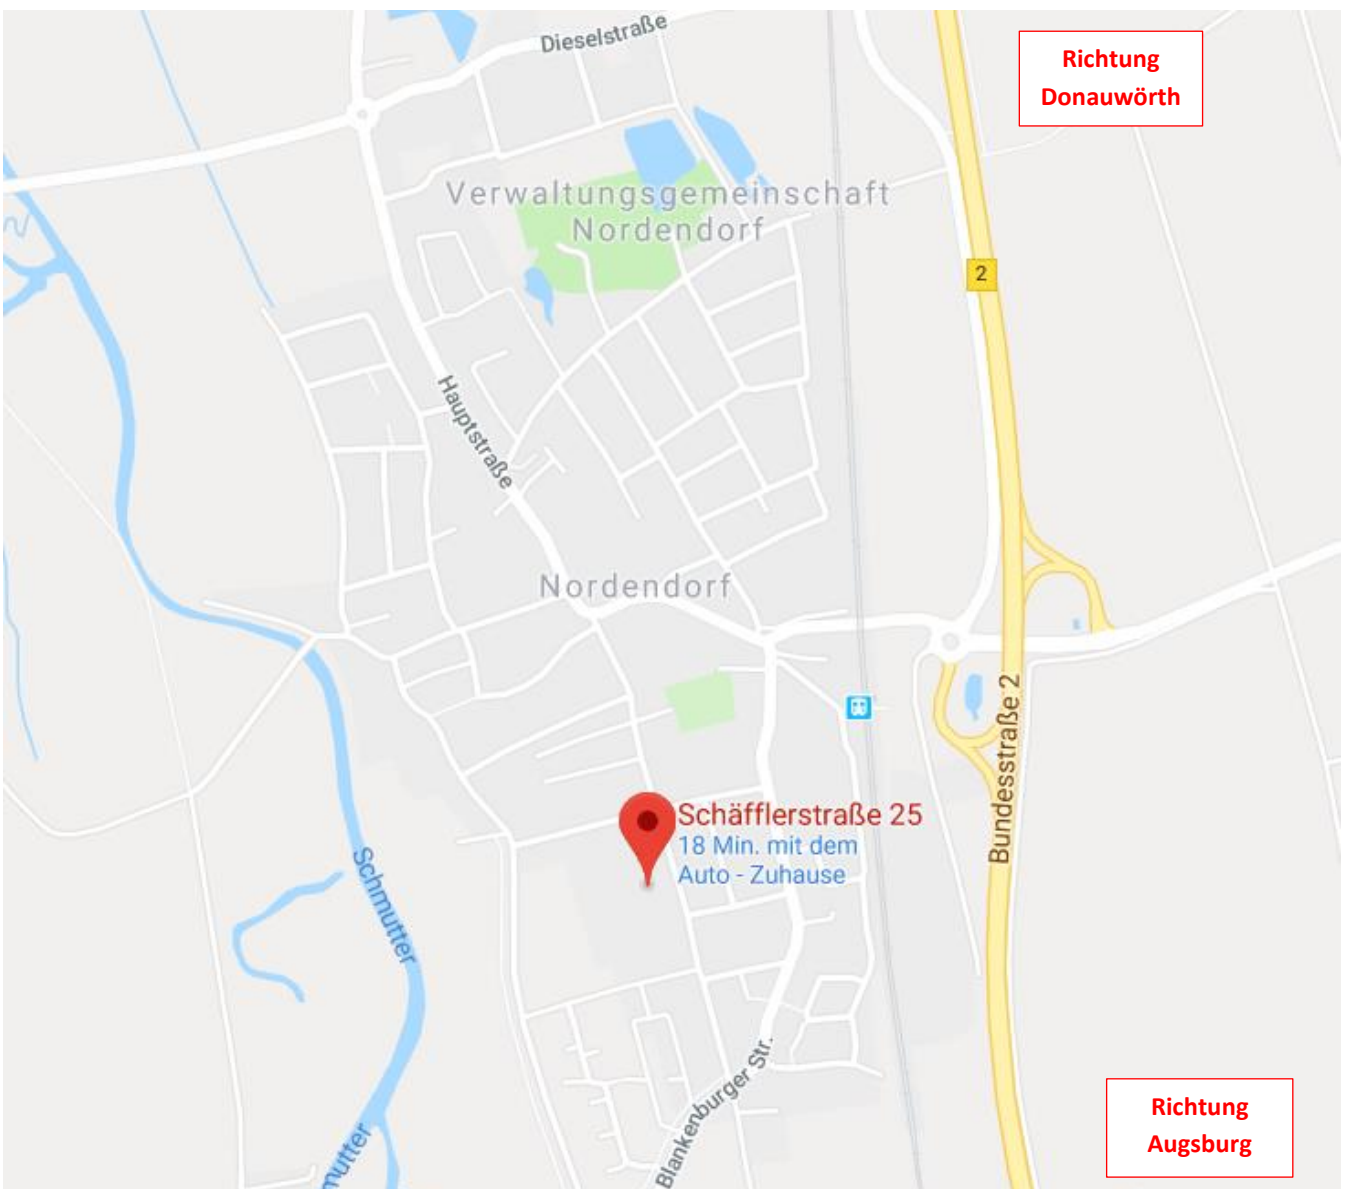 Dieselstraße
Richtung
Donauwörth
Verwaltungsgemeinschaft
Nordendorf
2
Hauptstraße
Nordendorf
Bundesstraße 2
Schäfflerstraße 25
18 Min. mit dem
Auto - Zuhause
Schmutter
Blankenburger Str.
mutter
Richtung
Augsburg